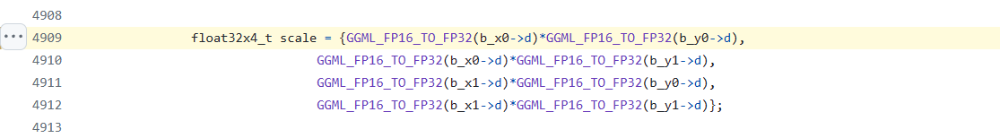 4908
4909 float32x4_t scale = {GGML_FP16_TO_FP32(b_x0->d)*GGML_FP16_TO_FP32(b_y0->d),
4910 GGML_FP16_TO_FP32(b_x0->d)*GGML_FP16_TO_FP32(b_y1->d),
4911 GGML_FP16_TO_FP32(b_x1->d)*GGML_FP16_TO_FP32(b_y0->d),
4912 GGML_FP16_TO_FP32(b_x1->d)*GGML_FP16_TO_FP32(b_y1->d)};
4913